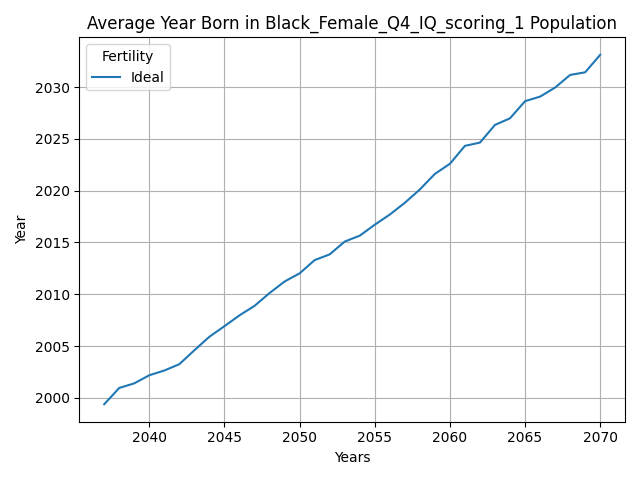 Average Year Born in Black_Female_Q4_IQ_scoring_1 Population
Fertility
Ideal
Year
2030
2025
2020
2015
2010
2005
2000
2040 2045 2050 2055 2060 2065 2070
Years